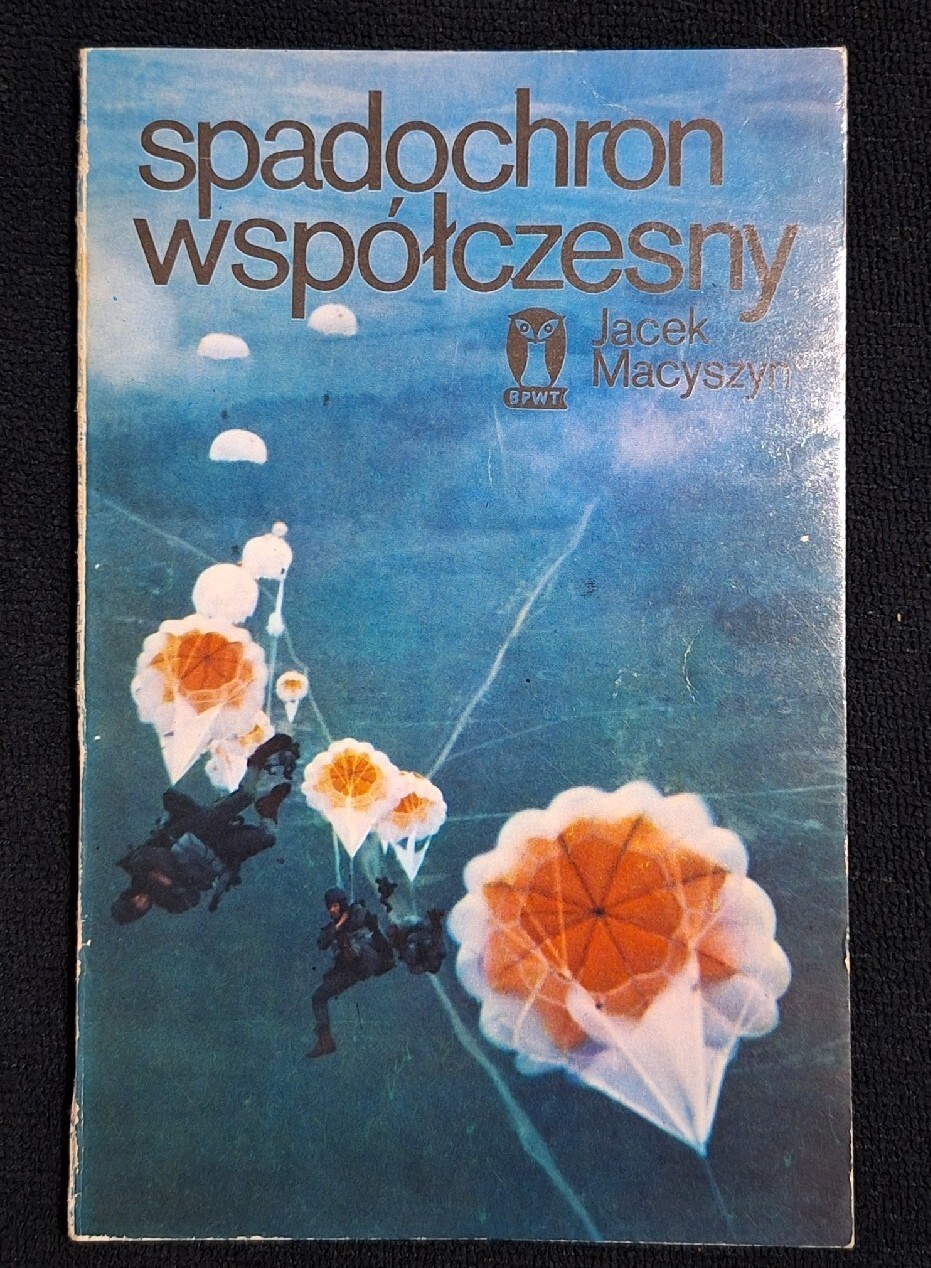 spadochron
współczesny
Jacek
Macyszyn
BPWT